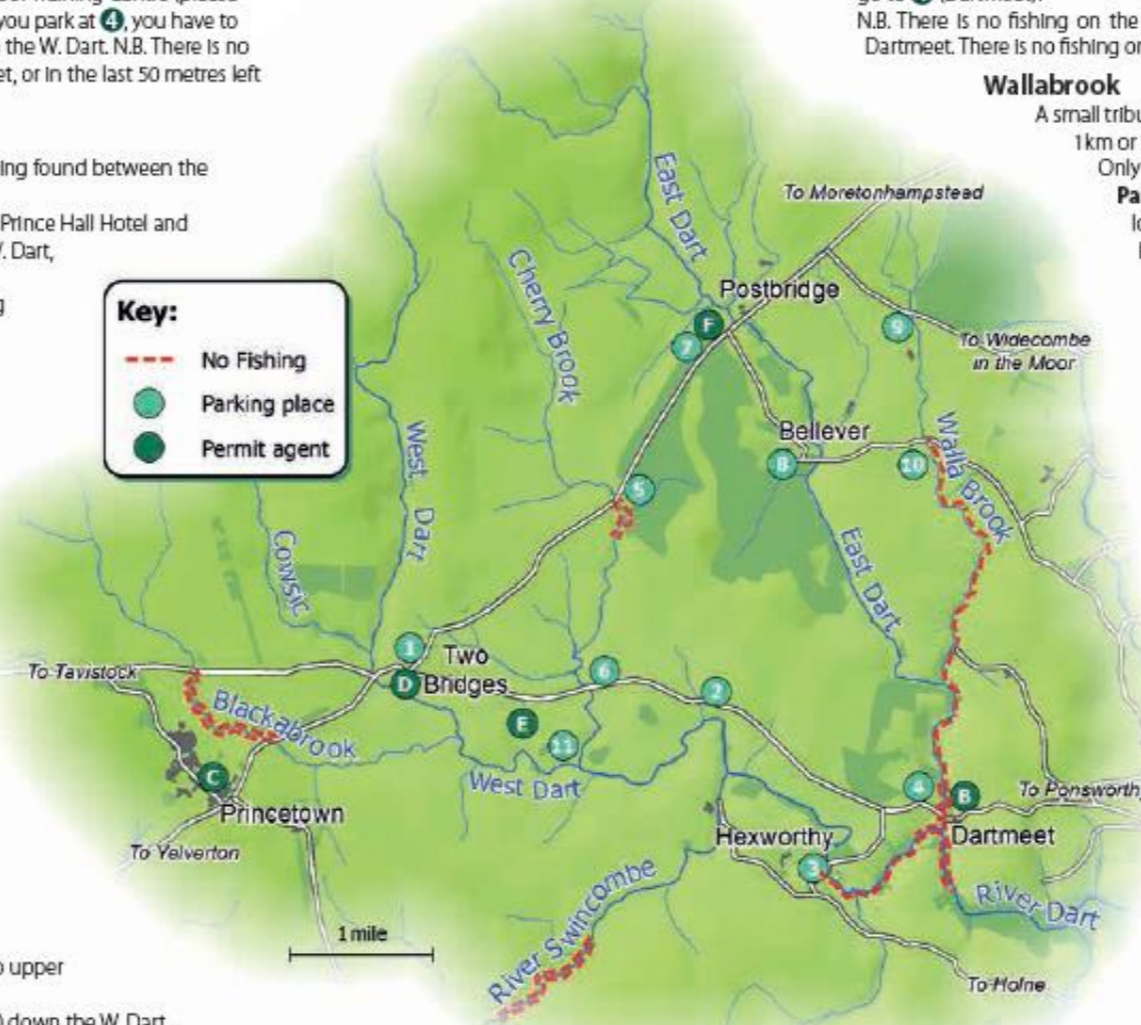 you park at 4, you have to
the W. Dart. N.B. There is no
et, or in the last 50 metres left
ing found between the
Prince Hall Hotel and
. Dart,
g
upper
down the W. Dart
N.B. There is no fishing on the
Dartmeet. There is no fishing or
Wallabrook
A small tribu
1km or
Only
Pa
lo
Key:
No Fishing
Parking place
Permit agent
East Dart
To Moretonhampstead
Cherry Brook
Postbridge
F
7
9
To Widecombe
in the Moor
West Dart
Bellever
8
10
Walla Brook
5
Cowsic
East Dart
1
Two
Bridges
D
6
2
To Tavistock
Blackabrook
E
11
West Dart
C
Princetown
To Yelverton
4
B
To Ponsworthy
Hexworthy
Dartmeet
3
River Dart
River Swincombe
1 mile
To Holne